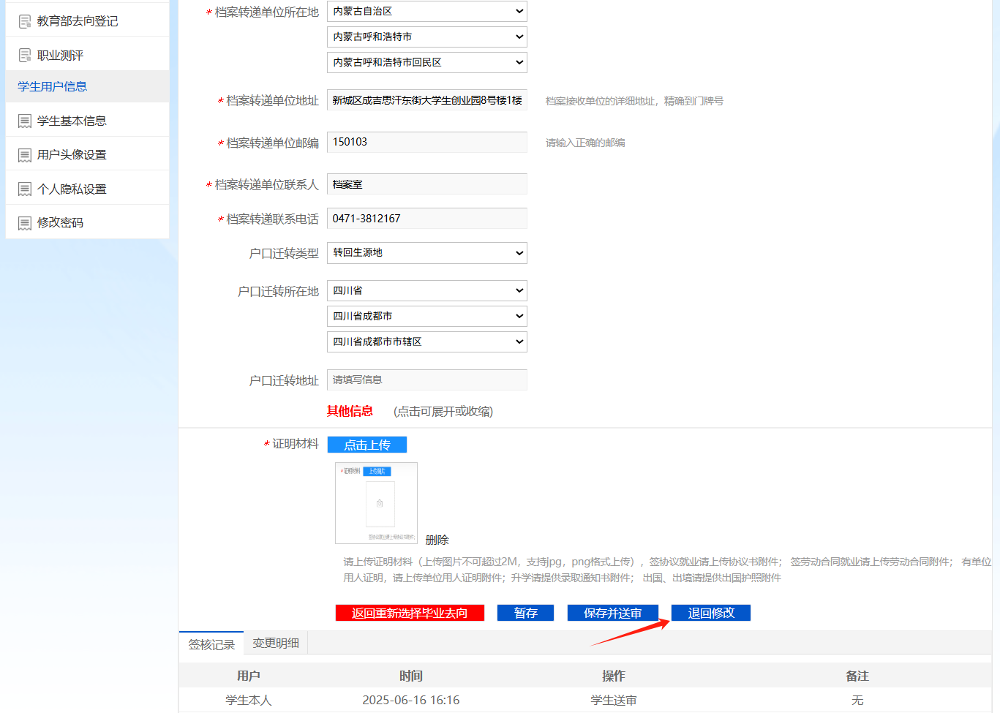 教育部去向登记
职业测评
学生用户信息
学生基本信息
用户头像设置
个人隐私设置
修改密码
*档案转递单位所在地 内蒙古自治区
内蒙古呼和浩特市
内蒙古呼和浩特市回民区
*档案转递单位地址 新城区成吉思汗东街大学生创业园8号楼1楼 档案接收单位的详细地址，精确到门牌号
*档案转递单位邮编 150103 请输入正确的邮编
*档案转递单位联系人 档案室
*档案转递联系电话 0471-3812167
户口迁转类型 转回生源地
户口迁转所在地 四川省
四川省成都市
四川省成都市市辖区
户口迁转地址 请填写信息
其他信息 (点击可展开或收缩)
*证明材料 点击上传
*证明材料 上传图片
删除
请上传证明材料（上传图片不可超过2M，支持jpg，png格式上传）, 签协议就业请上传协议书附件； 签劳动合同就业请上传劳动合同附件； 有单位
用人证明，请上传单位用人证明附件；升学请提供录取通知书附件； 出国、出境请提供出国护照附件
返回重新选择毕业去向 暂存 保存并送审 退回修改
签核记录 变更明细
用户 时间 操作 备注
学生本人 2025-06-16 16:16 学生送审 无